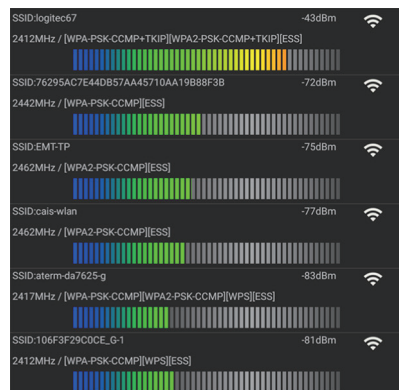 SSID:logitec67 -43dBm
2412MHz / [WPA-PSK-CCMP+TKIP][WPA2-PSK-CCMP+TKIP][ESS]
SSID:76295AC7E44DB57AA45710AA19B88F3B -72dBm
2442MHz / [WPA-PSK-CCMP][ESS]
SSID:EMT-TP -75dBm
2462MHz / [WPA2-PSK-CCMP][ESS]
SSID:cais-wlan -77dBm
2462MHz / [WPA2-PSK-CCMP][ESS]
SSID:aterm-da7625-g -83dBm
2417MHz / [WPA-PSK-CCMP][WPA2-PSK-CCMP][WPS][ESS]
SSID:106F3F29C0CE_G-1 -81dBm
2412MHz / [WPA-PSK-CCMP][WPS][ESS]